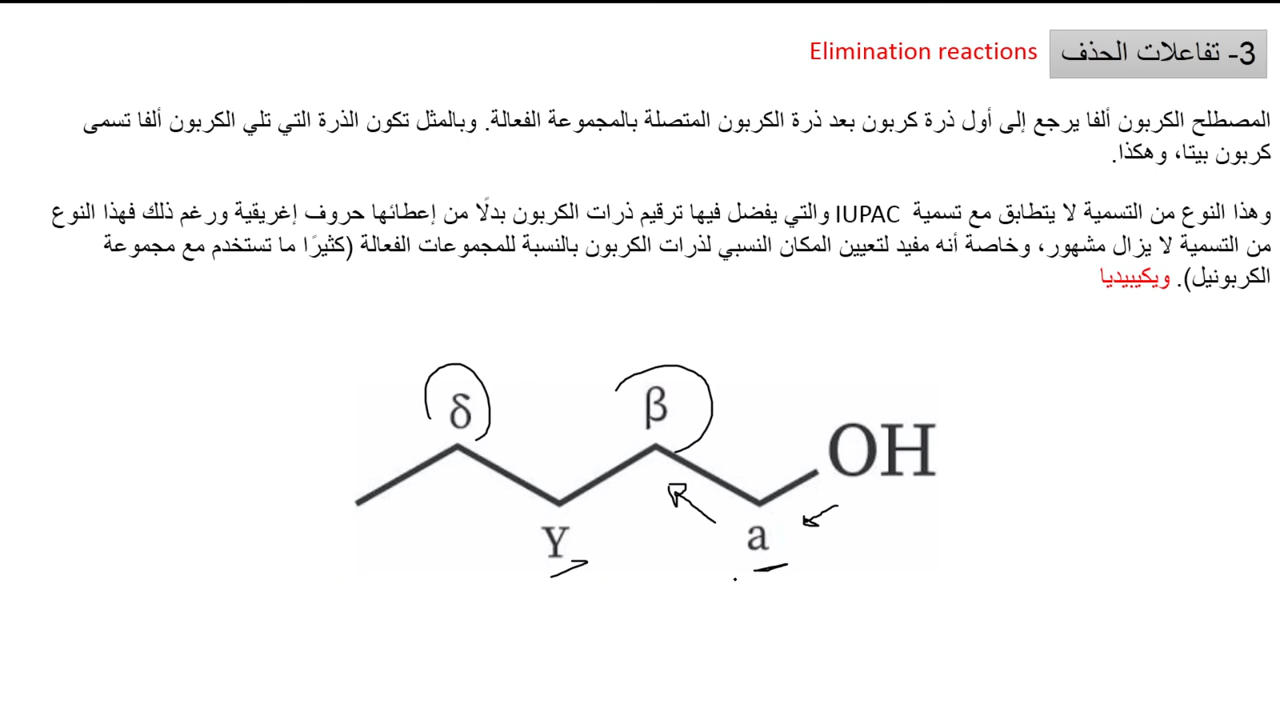 3- تفاعلات الحذف Elimination reactions
المصطلح الكربون ألفا يرجع إلى أول ذرة كربون بعد ذرة الكربون المتصلة بالمجموعة الفعالة. وبالمثل تكون الذرة التي تلي الكربون ألفا تسمى
كربون بيتا، وهكذا.
وهذا النوع من التسمية لا يتطابق مع تسمية IUPAC والتي يفضل فيها ترقيم ذرات الكربون بدلًا من إعطائها حروف إغريقية ورغم ذلك فهذا النوع
من التسمية لا يزال مشهور، وخاصة أنه مفيد لتعيين المكان النسبي لذرات الكربون بالنسبة للمجموعات الفعالة (كثيرًا ما تستخدم مع مجموعة
الكربونيل). ويكيبيديا
δ β
OH
Y a